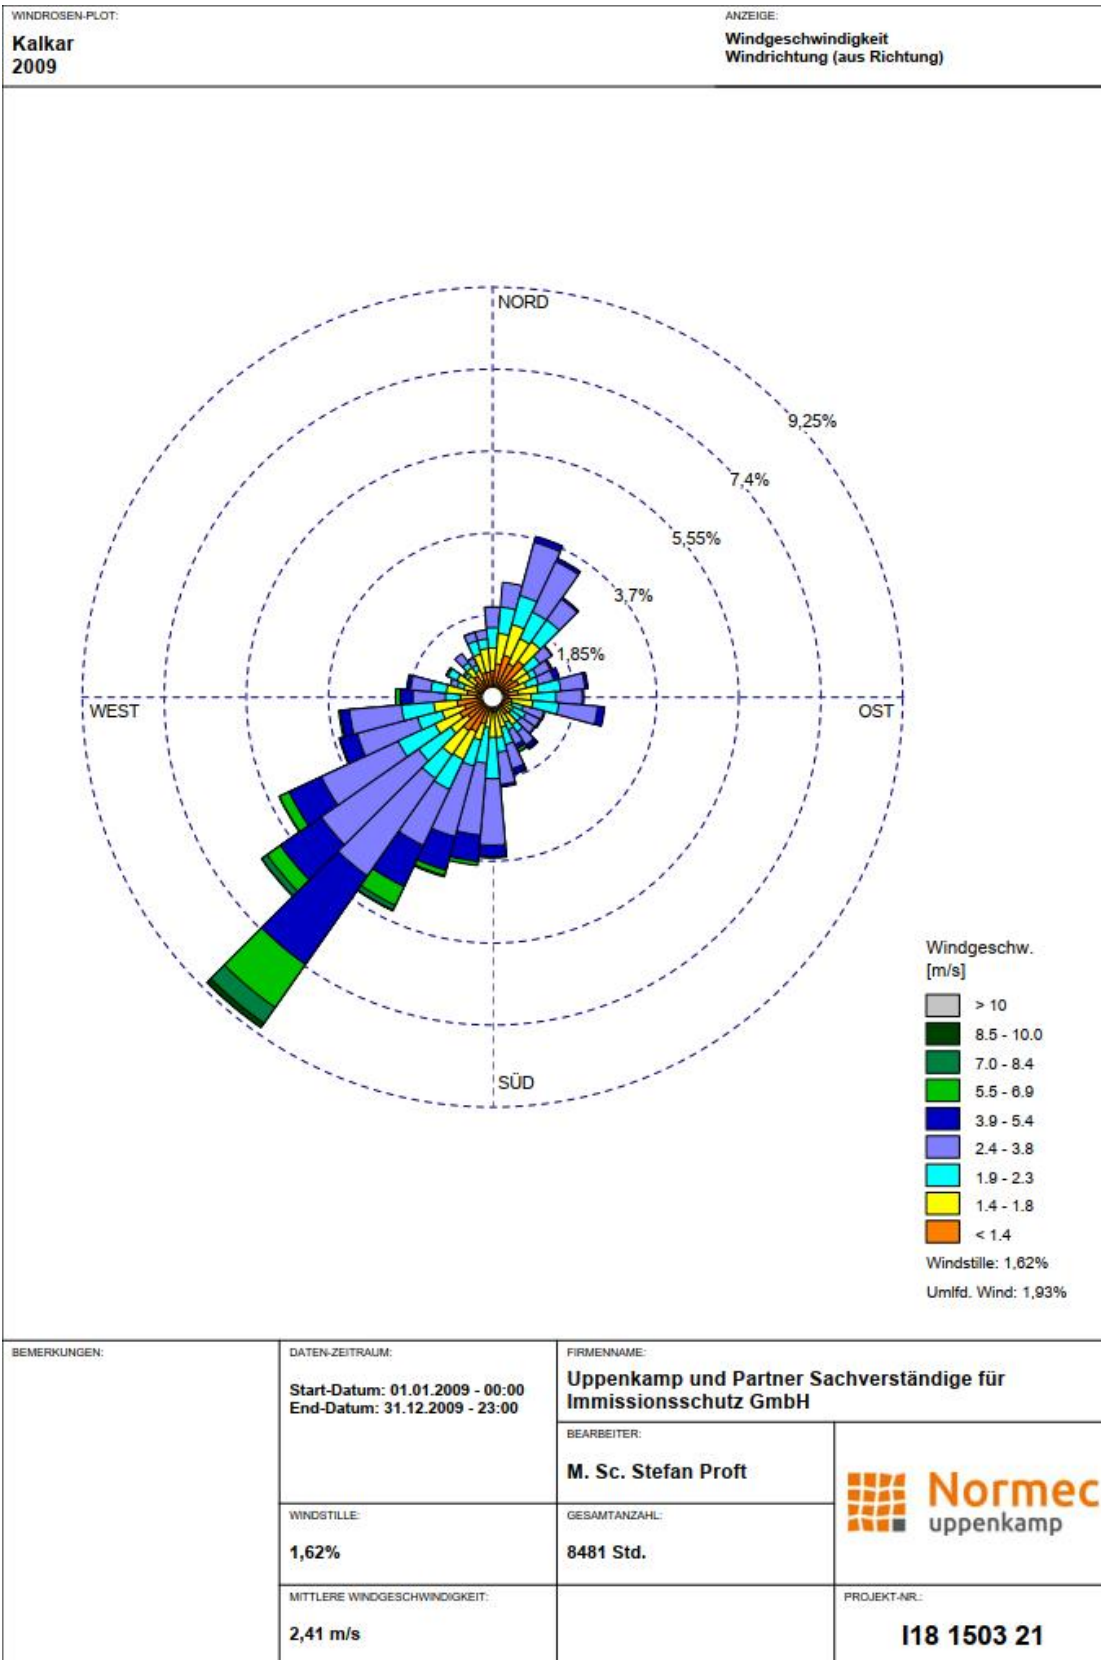 WINDROSEN-PLOT:
Kalkar
2009
ANZEIGE:
Windgeschwindigkeit
Windrichtung (aus Richtung)
NORD
9,25%
7,4%
5,55%
3,7%
1,85%
WEST
OST
SÜD
Windgeschw.
[m/s]
> 10
8.5 - 10.0
7.0 - 8.4
5.5 - 6.9
3.9 - 5.4
2.4 - 3.8
1.9 - 2.3
1.4 - 1.8
< 1.4
Windstille: 1,62%
Umlfd. Wind: 1,93%
BEMERKUNGEN:
DATEN-ZEITRAUM:
Start-Datum: 01.01.2009 - 00:00
End-Datum: 31.12.2009 - 23:00
FIRMENNAME:
Uppenkamp und Partner Sachverständige für
Immissionsschutz GmbH
BEARBEITER:
M. Sc. Stefan Proft
Normec
uppenkamp
WINDSTILLE:
1,62%
GESAMTANZAHL:
8481 Std.
MITTLERE WINDGESCHWINDIGKEIT:
2,41 m/s
PROJEKT-NR.:
I18 1503 21